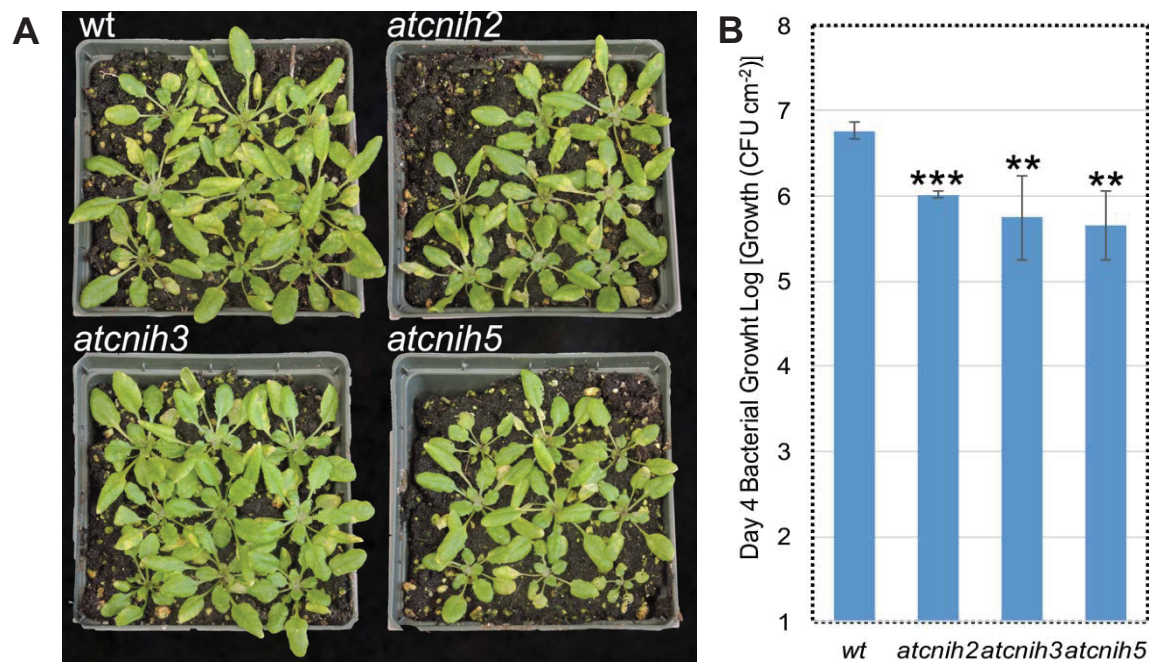 A
wt
atcnih2
atcnih3
atcnih5
B
Day 4 Bacterial Growht Log [Growth (CFU cm-2)]
8
7
6
5
4
3
2
1
***
**
**
wt atcnih2 atcnih3 atcnih5